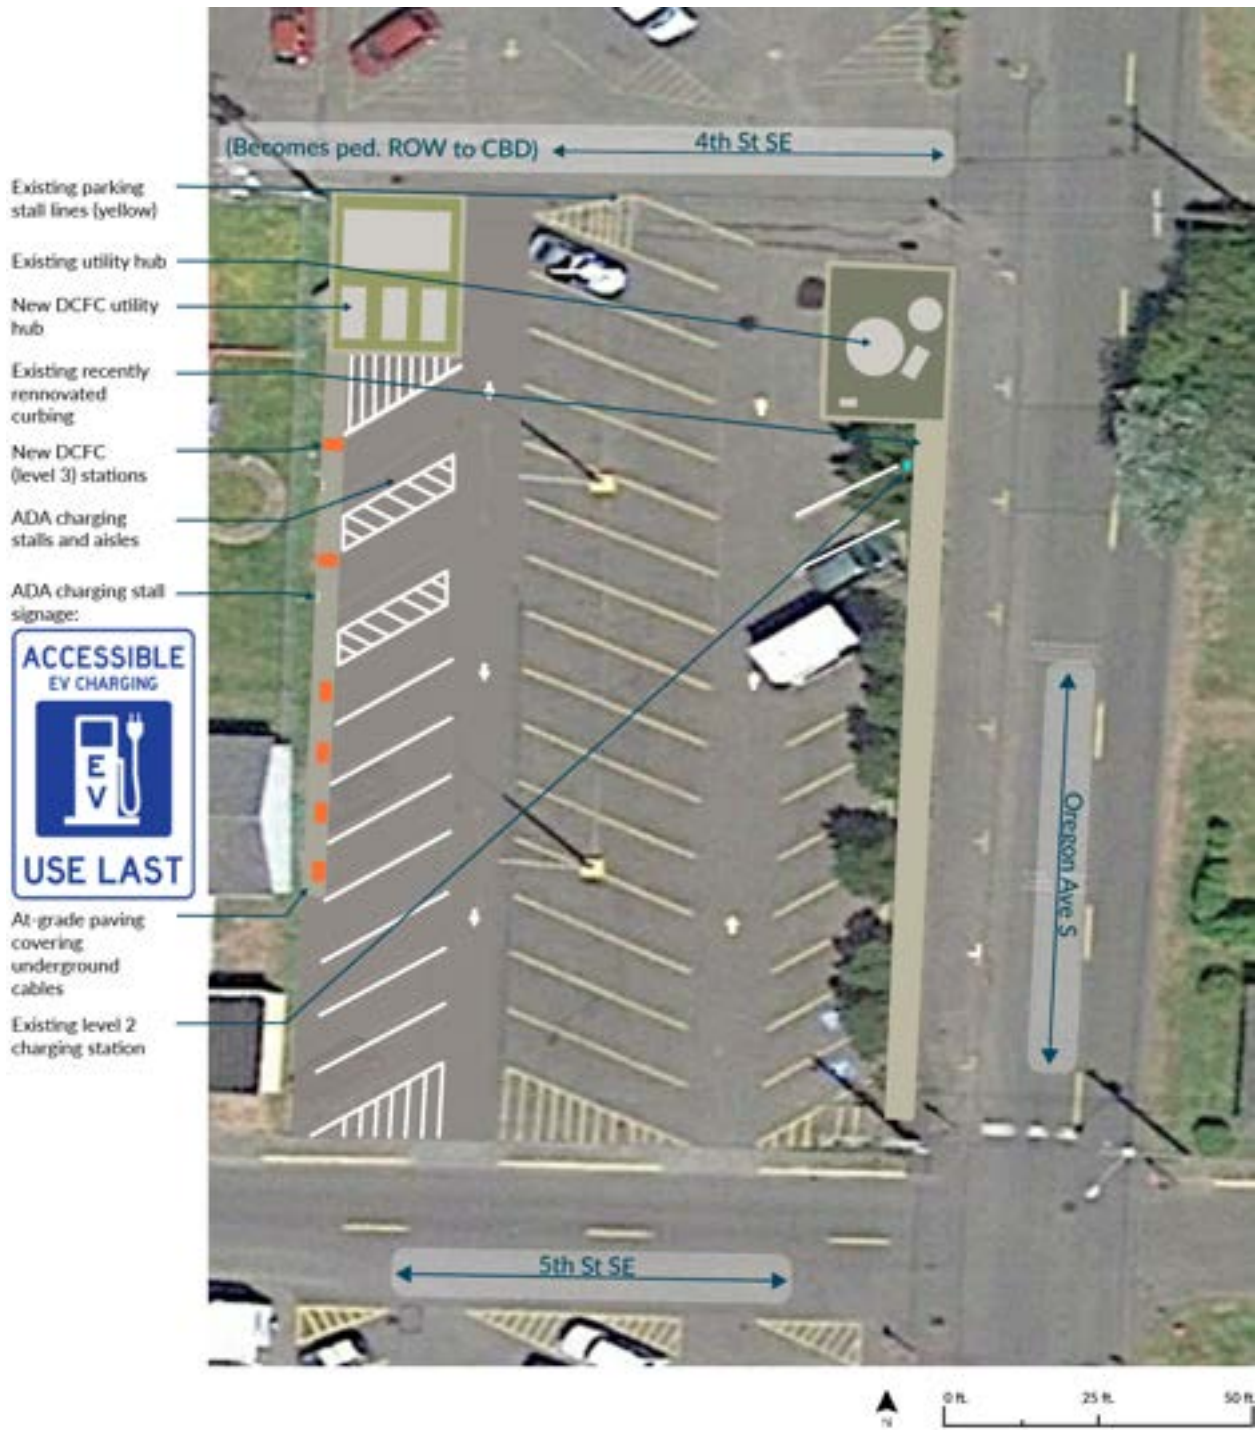 (Becomes ped. ROW to CBD)
4th St SE
Existing parking
stall lines (yellow)
Existing utility hub
New DCFC utility
hub
Existing recently
rennovated
curbing
New DCFC
(level 3) stations
ADA charging
stalls and aisles
ADA charging stall
signage:
ACCESSIBLE
EV CHARGING
E
V
USE LAST
At-grade paving
covering
underground
cables
Existing level 2
charging station
Oregon Ave S
5th St SE
N
0 ft.
25 ft.
50 ft.